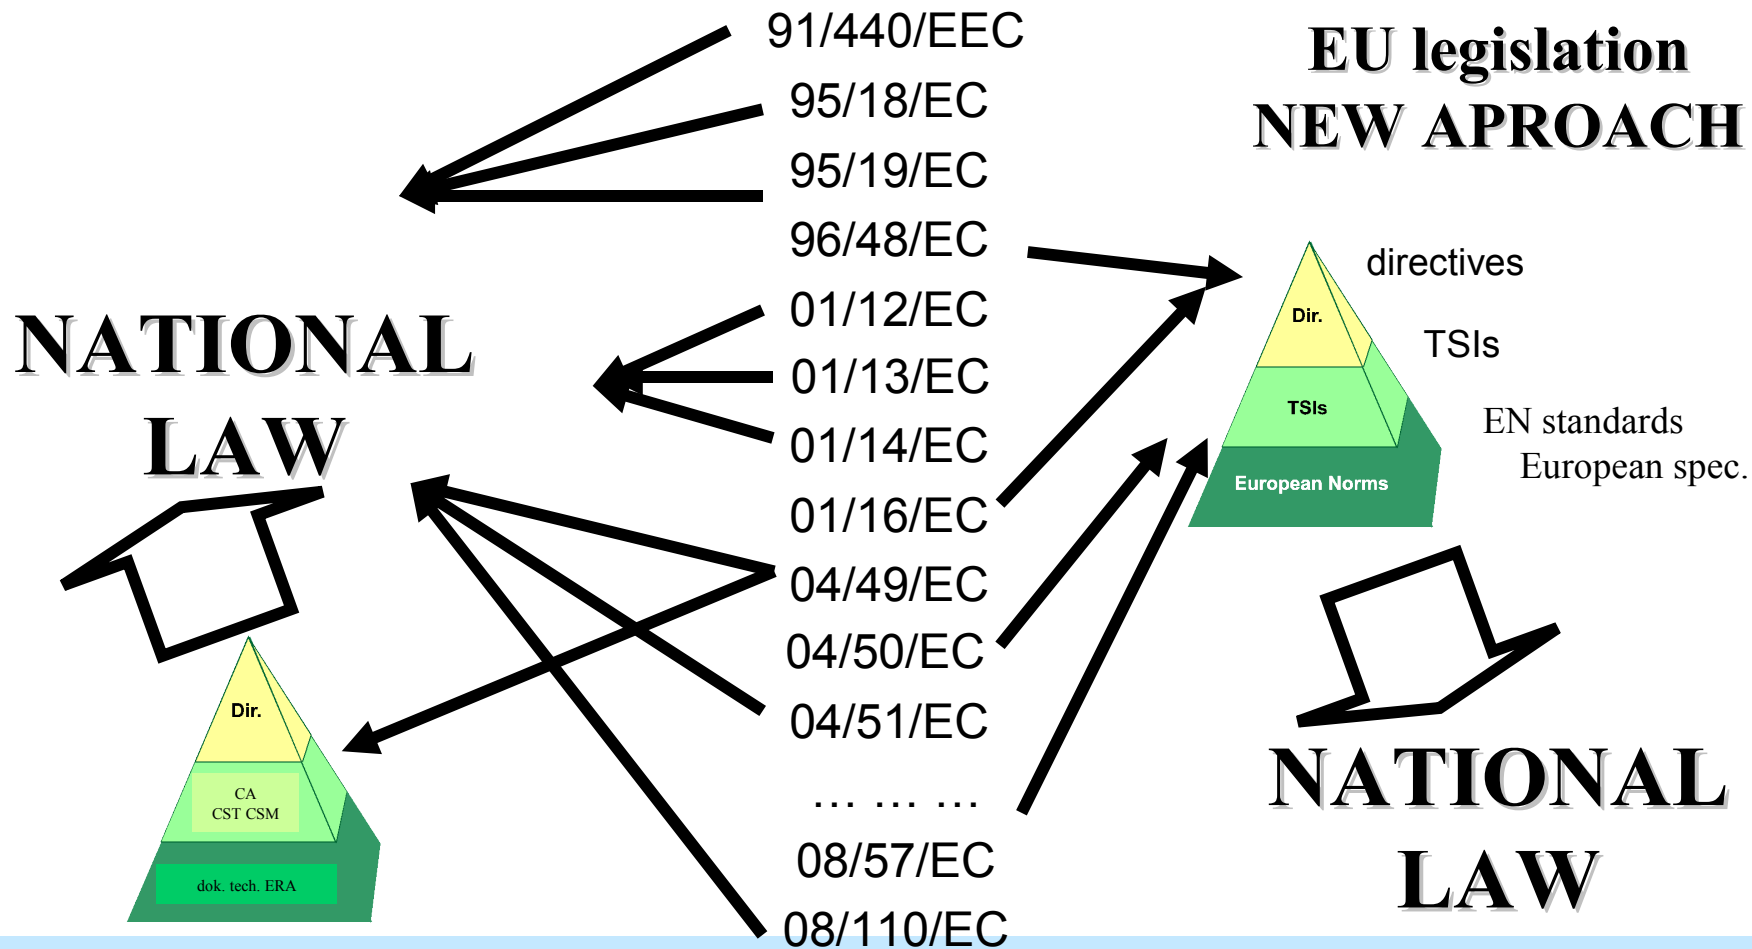 91/440/EEC
95/18/EC
95/19/EC
96/48/EC
01/12/EC
01/13/EC
01/14/EC
01/16/EC
04/49/EC
04/50/EC
04/51/EC
... ... ...
08/57/EC
08/110/EC
EU legislation
NEW APROACH
directives
TSIs
EN standards
European spec.
Dir.
TSIs
European Norms
NATIONAL
LAW
NATIONAL
LAW
Dir.
CA
CST CSM
dok. tech. ERA